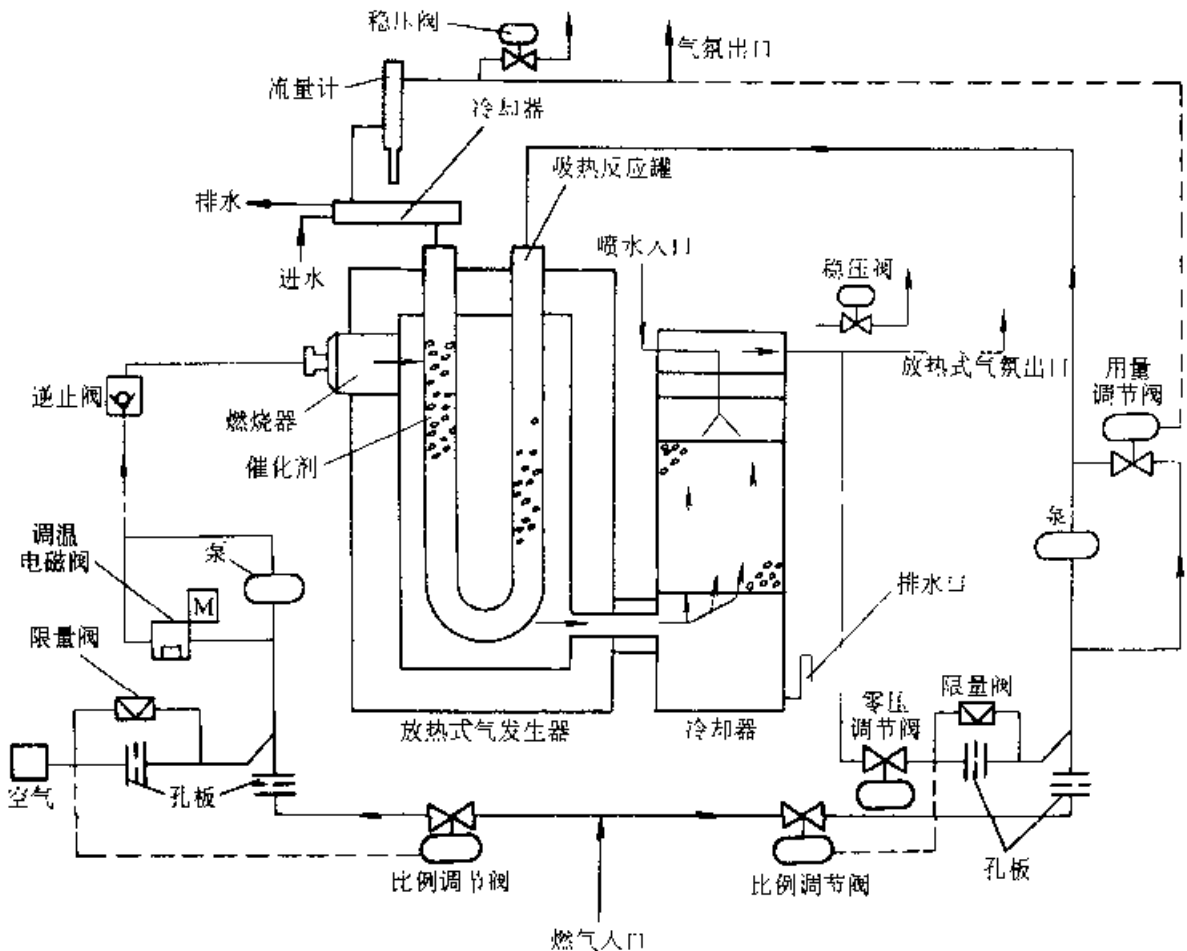 稳压阀
气氛出口
流量计
冷却器
吸热反应罐
排水
喷水入口
进水
稳压阀
放热式气氛出口
用量
调节阀
逆止阀
燃烧器
催化剂
泵
调温
电磁阀
泵
M
排水口
限量阀
限量阀
零压
调节阀
放热式气发生器
冷却器
空气
孔板
孔板
比例调节阀
比例调节阀
燃气入口